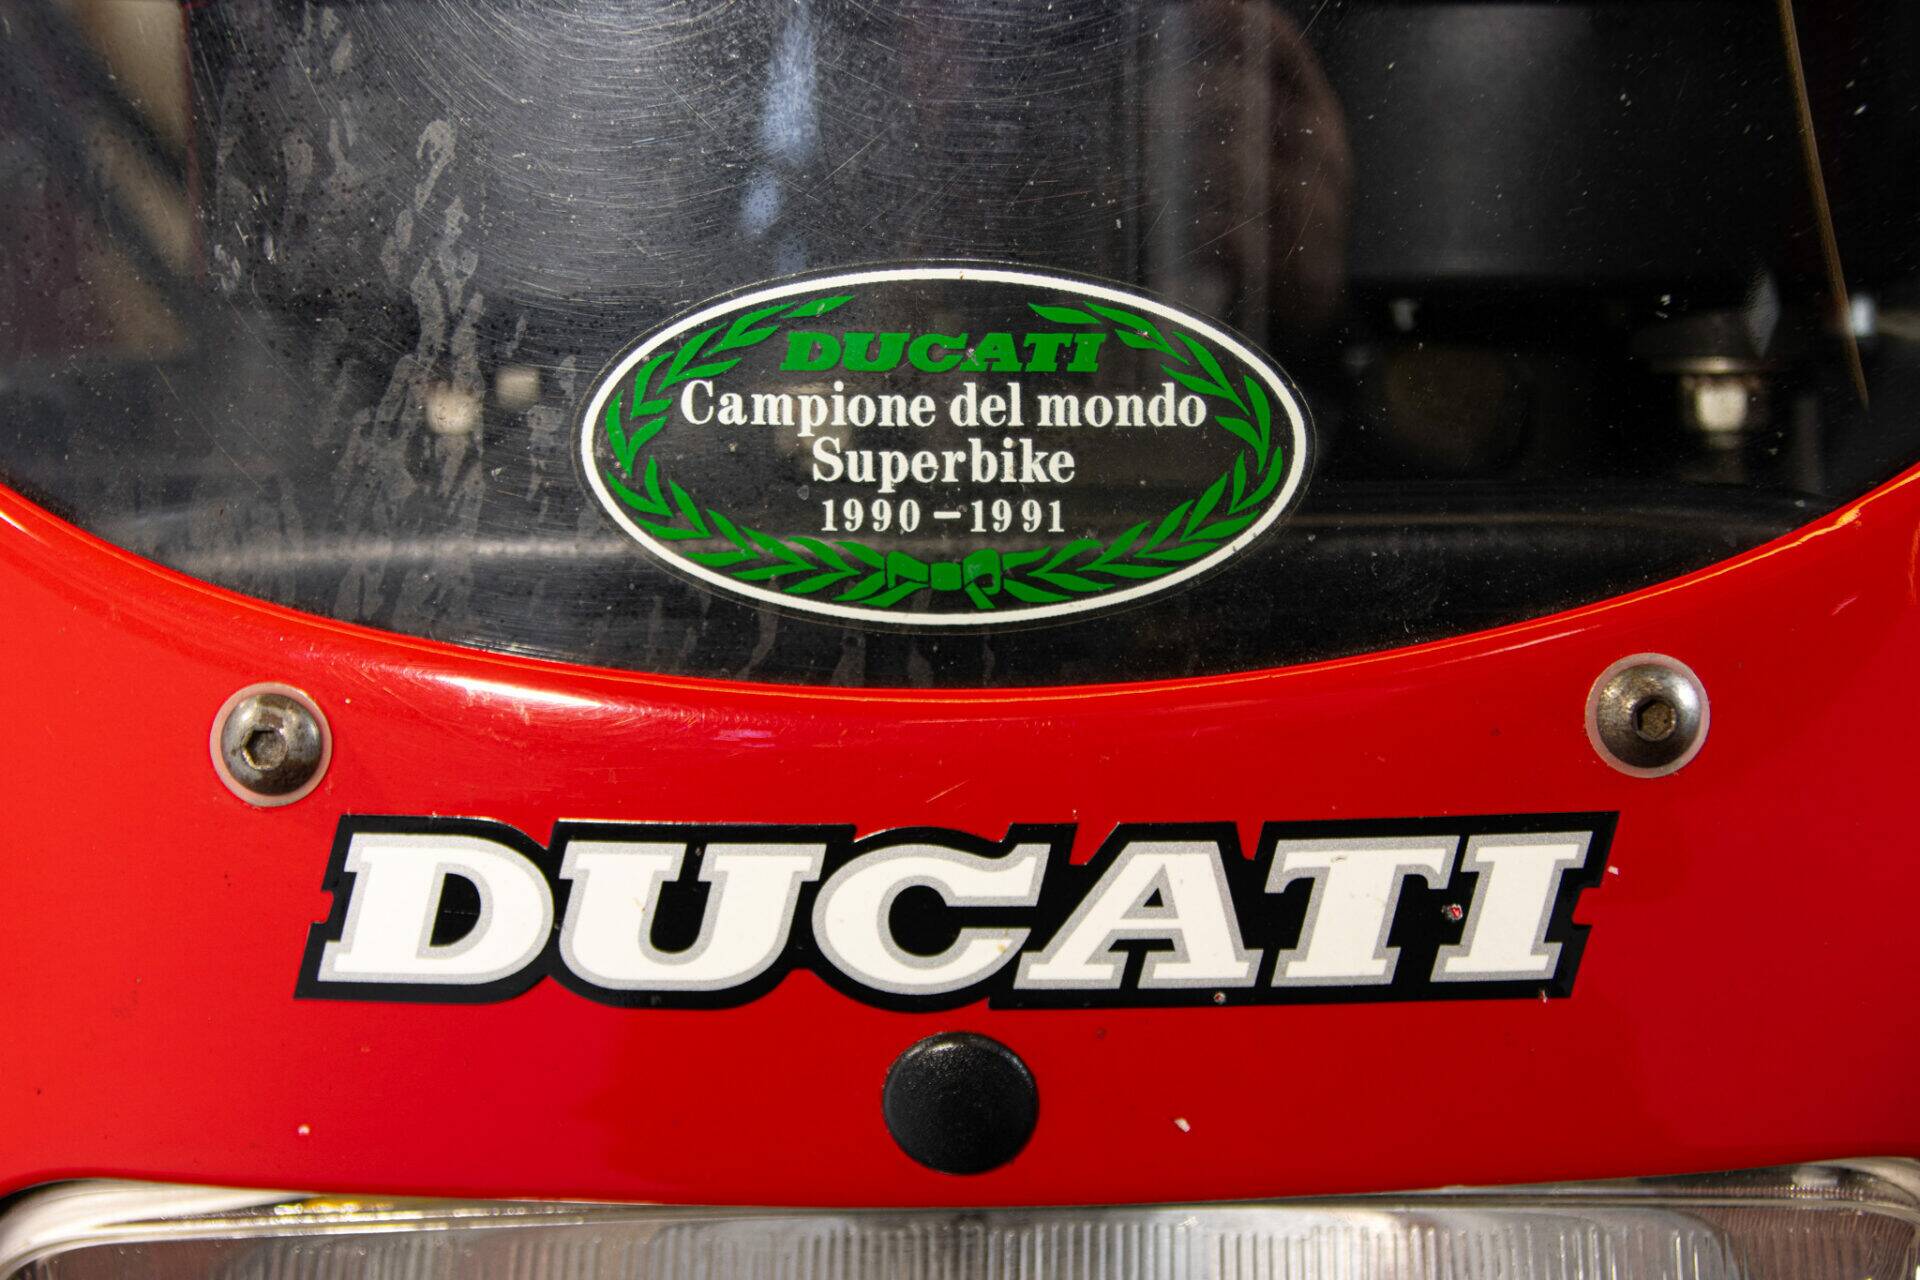 DUCATI
Campione del mondo
Superbike
1990-1991
DUCATI